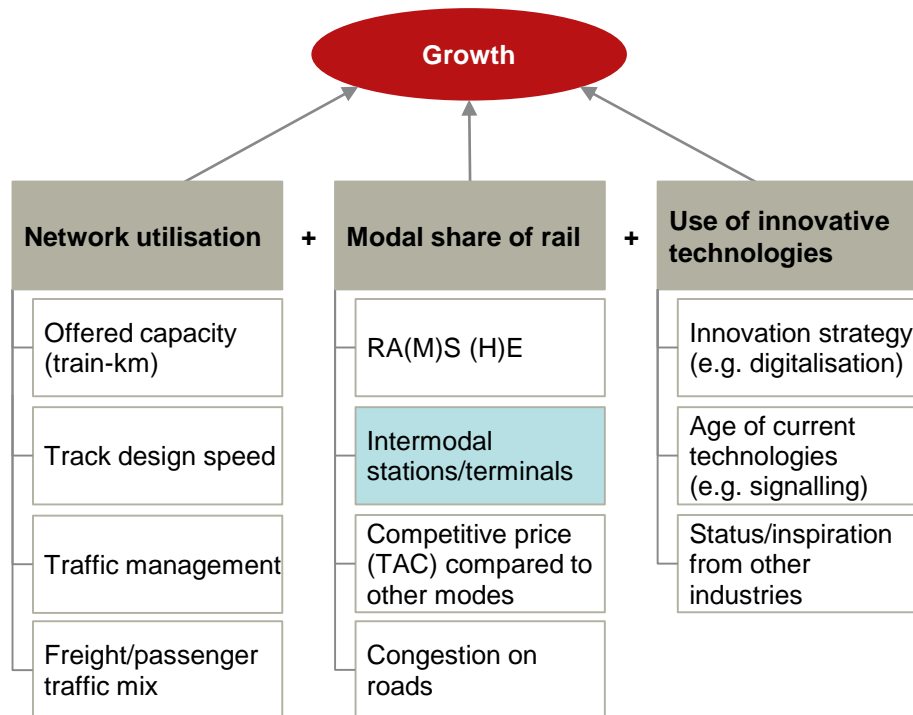 Growth
Network utilisation
+
Modal share of rail
+
Use of innovative
technologies
Offered capacity
(train-km)
Track design speed
Traffic management
Freight/passenger
traffic mix
RA(M)S (H)E
Intermodal
stations/terminals
Competitive price
(TAC) compared to
other modes
Congestion on
roads
Innovation strategy
(e.g. digitalisation)
Age of current
technologies
(e.g. signalling)
Status/inspiration
from other
industries